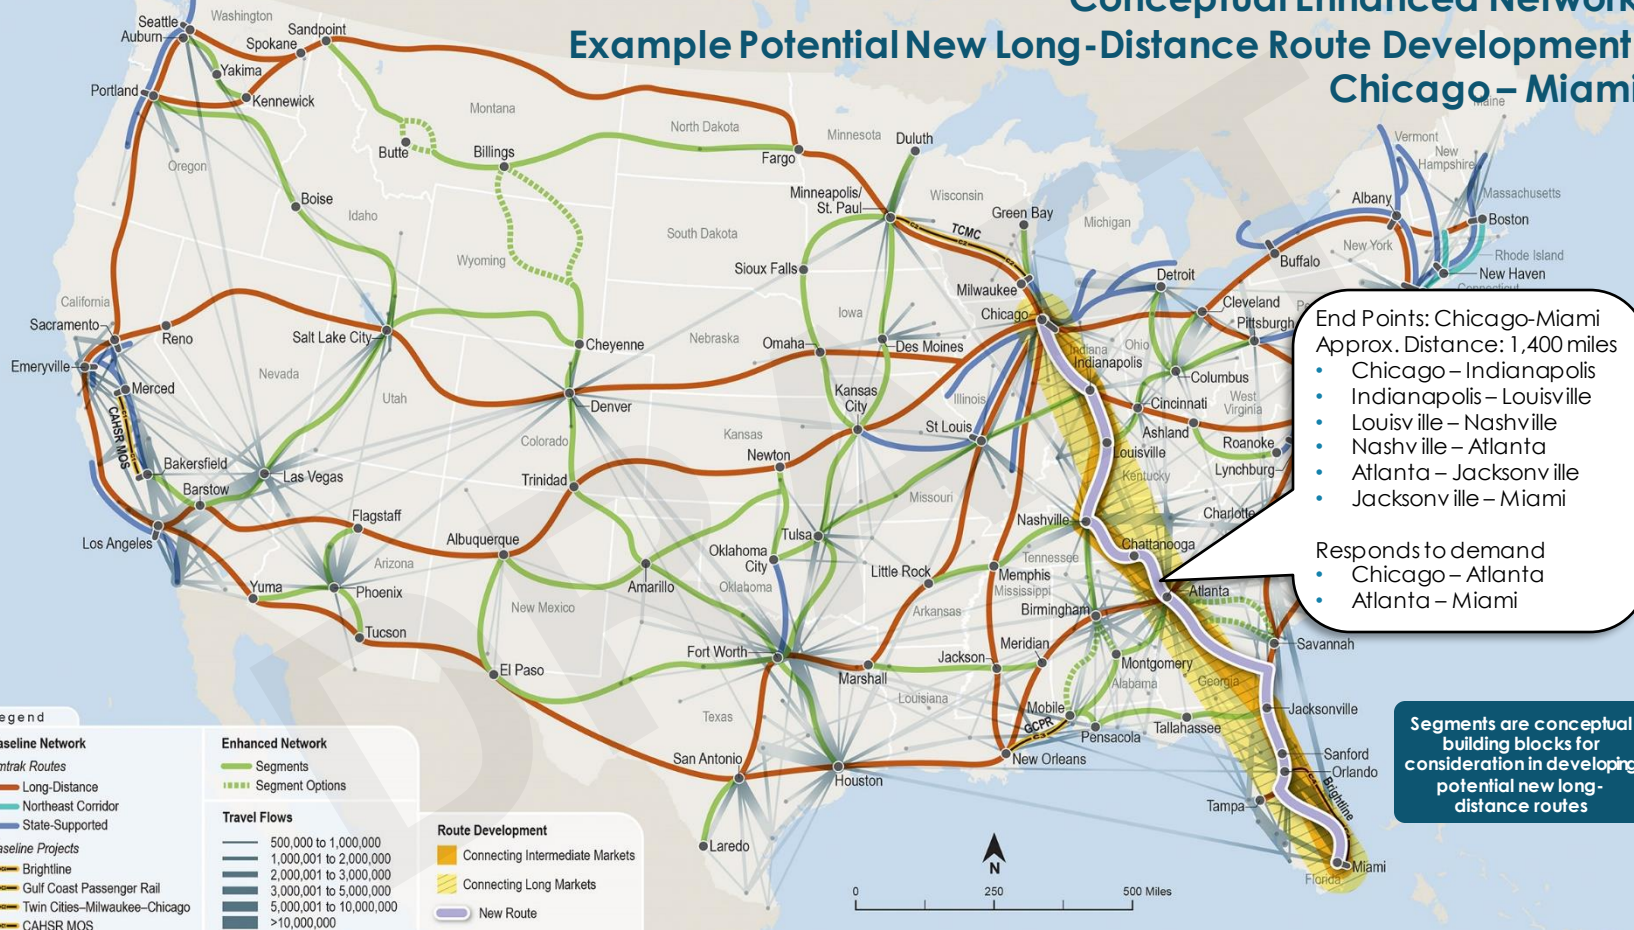 Conceptual Enhanced Network
Example Potential New Long-Distance Route Development:
Chicago – Miami
Seattle
Washington
Sandpoint
Auburn
Spokane
Yakima
Portland
Kennewick
Montana
North Dakota
Minnesota
Duluth
Maine
Vermont
New
Hampshire
Butte
Billings
Fargo
Oregon
Minneapolis/
St. Paul
Wisconsin
Boise
Idaho
Albany
Massachusetts
Green Bay
Boston
Michigan
TCMC
South Dakota
New York
Rhode Island
Wyoming
Buffalo
New Haven
Connecticut
Sioux Falls
Detroit
Milwaukee
California
Cleveland
Iowa
Chicago
Sacramento
Pittsburgh
Reno
Salt Lake City
Nebraska
Omaha
Des Moines
Ohio
Indiana
Indianapolis
Cheyenne
Emeryville
Nevada
Columbus
Merced
Kansas
City
Illinois
West
Virginia
Utah
Denver
Cincinnati
CAHSR MOS
St Louis
Ashland
Colorado
Kansas
Roanoke
Louisville
Newton
Lynchburg
Bakersfield
Las Vegas
Trinidad
Kentucky
Barstow
Missouri
Charlotte
Flagstaff
Nashville
Los Angeles
Albuquerque
Tulsa
Chattanooga
Oklahoma
City
Tennessee
Arizona
Little Rock
Memphis
Yuma
Phoenix
Amarillo
Oklahoma
Mississippi
Atlanta
New Mexico
Arkansas
Birmingham
Tucson
Savannah
Fort Worth
Meridian
Jackson
El Paso
Marshall
Montgomery
Alabama
Georgia
Louisiana
Texas
Mobile
Jacksonville
GCPR
Pensacola
Tallahassee
San Antonio
New Orleans
Sanford
Houston
Orlando
Tampa
Brightline
Laredo
Miami
Florida
End Points: Chicago-Miami
Approx. Distance: 1,400 miles
• Chicago – Indianapolis
• Indianapolis – Louisville
• Louisville – Nashville
• Nashville – Atlanta
• Atlanta – Jacksonville
• Jacksonville – Miami
Responds to demand
• Chicago – Atlanta
• Atlanta – Miami
Segments are conceptual
building blocks for
consideration in developing
potential new long-
distance routes
egend
aseline Network
mtrak Routes
Long-Distance
Northeast Corridor
State-Supported
aseline Projects
Brightline
Gulf Coast Passenger Rail
Twin Cities–Milwaukee–Chicago
CAHSR MOS
Enhanced Network
Segments
Segment Options
Travel Flows
500,000 to 1,000,000
1,000,001 to 2,000,000
2,000,001 to 3,000,000
3,000,001 to 5,000,000
5,000,001 to 10,000,000
>10,000,000
Route Development
Connecting Intermediate Markets
Connecting Long Markets
New Route
N
0 250 500 Miles
DRAFT